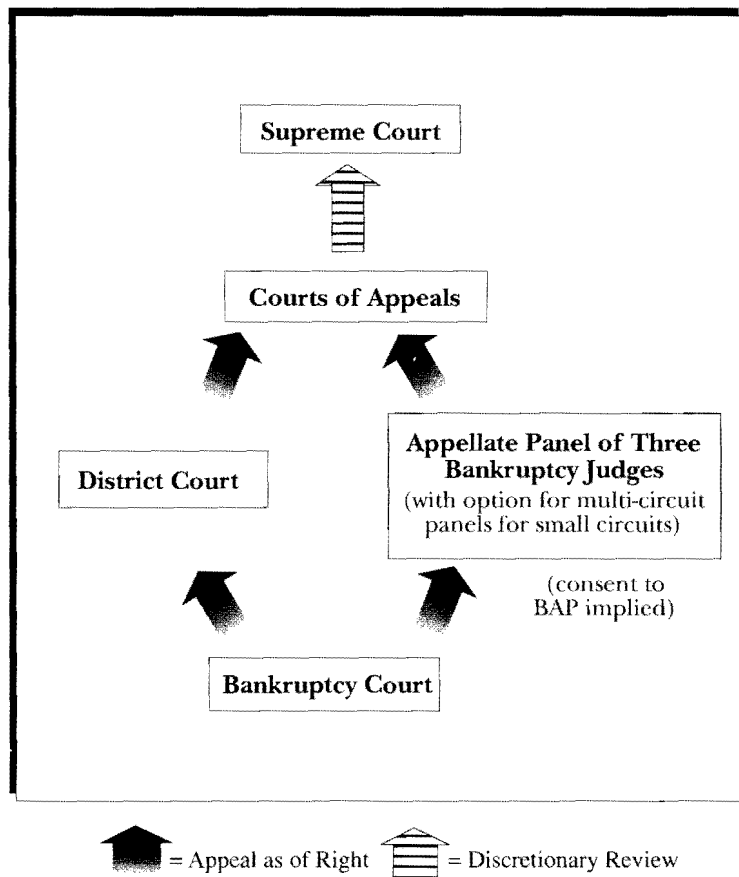 Supreme Court
Courts of Appeals
District Court
Appellate Panel of Three
Bankruptcy Judges
(with option for multi-circuit
panels for small circuits)
(consent to
BAP implied)
Bankruptcy Court
= Appeal as of Right
= Discretionary Review